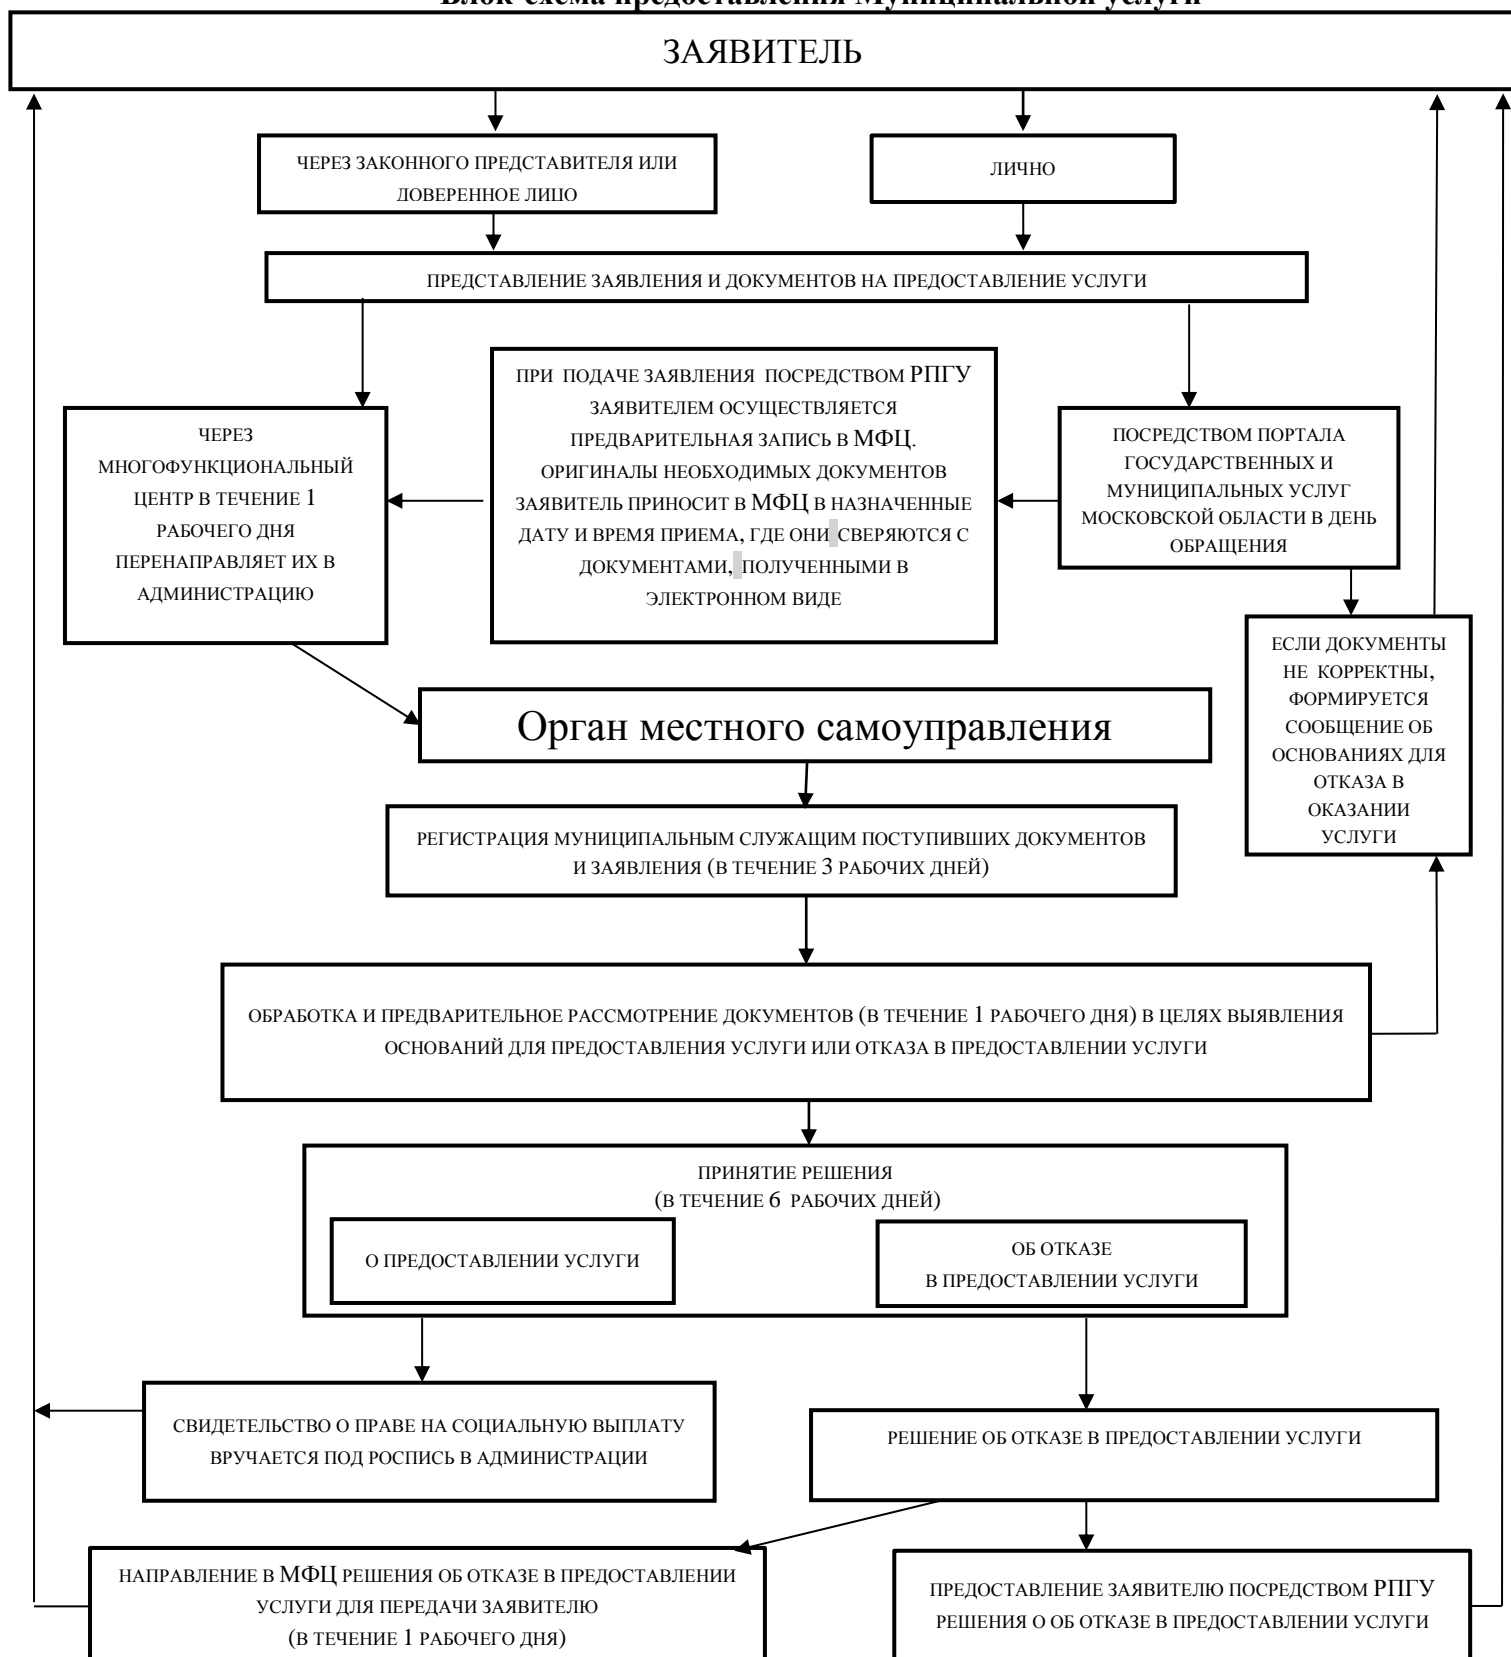 Блок-схема предоставления Муниципальной услуги
ЗАЯВИТЕЛЬ
ЧЕРЕЗ ЗАКОННОГО ПРЕДСТАВИТЕЛЯ ИЛИ
ДОВЕРЕННОЕ ЛИЦО
ЛИЧНО
ПРЕДСТАВЛЕНИЕ ЗАЯВЛЕНИЯ И ДОКУМЕНТОВ НА ПРЕДОСТАВЛЕНИЕ УСЛУГИ
ЧЕРЕЗ
МНОГОФУНКЦИОНАЛЬНЫЙ
ЦЕНТР В ТЕЧЕНИЕ 1
РАБОЧЕГО ДНЯ
ПЕРЕНАПРАВЛЯЕТ ИХ В
АДМИНИСТРАЦИЮ
ПРИ ПОДАЧЕ ЗАЯВЛЕНИЯ ПОСРЕДСТВОМ РПГУ
ЗАЯВИТЕЛЕМ ОСУЩЕСТВЛЯЕТСЯ
ПРЕДВАРИТЕЛЬНАЯ ЗАПИСЬ В МФЦ.
ОРИГИНАЛЫ НЕОБХОДИМЫХ ДОКУМЕНТОВ
ЗАЯВИТЕЛЬ ПРИНОСИТ В МФЦ В НАЗНАЧЕННЫЕ
ДАТУ И ВРЕМЯ ПРИЕМА, ГДЕ ОНИ СВЕРЯЮТСЯ С
ДОКУМЕНТАМИ, ПОЛУЧЕННЫМИ В
ЭЛЕКТРОННОМ ВИДЕ
ПОСРЕДСТВОМ ПОРТАЛА
ГОСУДАРСТВЕННЫХ И
МУНИЦИПАЛЬНЫХ УСЛУГ
МОСКОВСКОЙ ОБЛАСТИ В ДЕНЬ
ОБРАЩЕНИЯ
ЕСЛИ ДОКУМЕНТЫ
НЕ КОРРЕКТНЫ,
ФОРМИРУЕТСЯ
СООБЩЕНИЕ ОБ
ОСНОВАНИЯХ ДЛЯ
ОТКАЗА В
ОКАЗАНИИ
УСЛУГИ
Орган местного самоуправления
РЕГИСТРАЦИЯ МУНИЦИПАЛЬНЫМ СЛУЖАЩИМ ПОСТУПИВШИХ ДОКУМЕНТОВ
И ЗАЯВЛЕНИЯ (В ТЕЧЕНИЕ 3 РАБОЧИХ ДНЕЙ)
ОБРАБОТКА И ПРЕДВАРИТЕЛЬНОЕ РАССМОТРЕНИЕ ДОКУМЕНТОВ (В ТЕЧЕНИЕ 1 РАБОЧЕГО ДНЯ) В ЦЕЛЯХ ВЫЯВЛЕНИЯ
ОСНОВАНИЙ ДЛЯ ПРЕДОСТАВЛЕНИЯ УСЛУГИ ИЛИ ОТКАЗА В ПРЕДОСТАВЛЕНИИ УСЛУГИ
ПРИНЯТИЕ РЕШЕНИЯ
(В ТЕЧЕНИЕ 6 РАБОЧИХ ДНЕЙ)
О ПРЕДОСТАВЛЕНИИ УСЛУГИ
ОБ ОТКАЗЕ
В ПРЕДОСТАВЛЕНИИ УСЛУГИ
СВИДЕТЕЛЬСТВО О ПРАВЕ НА СОЦИАЛЬНУЮ ВЫПЛАТУ
ВРУЧАЕТСЯ ПОД РОСПИСЬ В АДМИНИСТРАЦИИ
РЕШЕНИЕ ОБ ОТКАЗЕ В ПРЕДОСТАВЛЕНИИ УСЛУГИ
НАПРАВЛЕНИЕ В МФЦ РЕШЕНИЯ ОБ ОТКАЗЕ В ПРЕДОСТАВЛЕНИИ
УСЛУГИ ДЛЯ ПЕРЕДАЧИ ЗАЯВИТЕЛЮ
(В ТЕЧЕНИЕ 1 РАБОЧЕГО ДНЯ)
ПРЕДОСТАВЛЕНИЕ ЗАЯВИТЕЛЮ ПОСРЕДСТВОМ РПГУ
РЕШЕНИЯ О ОБ ОТКАЗЕ В ПРЕДОСТАВЛЕНИИ УСЛУГИ